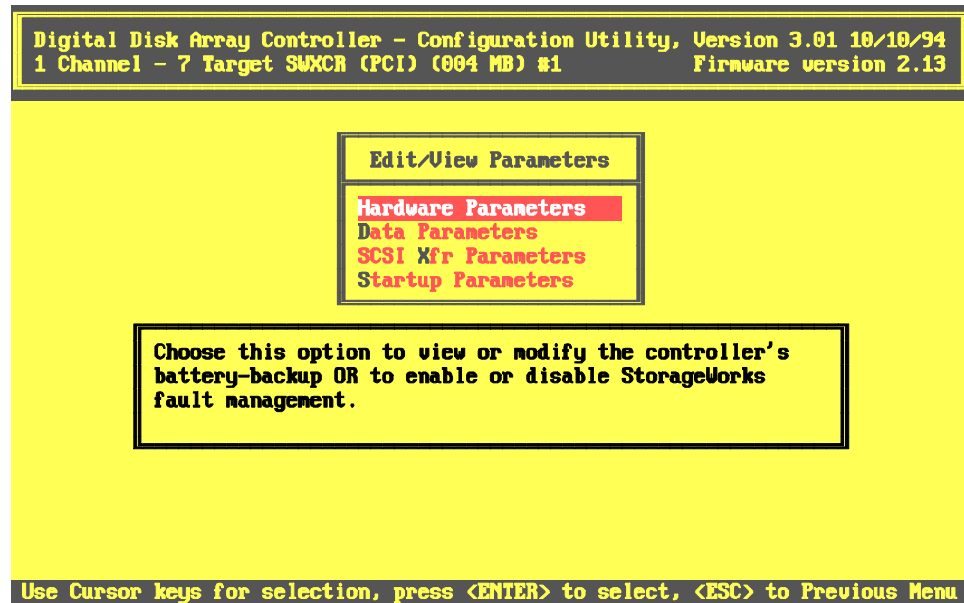 Digital Disk Array Controller - Configuration Utility, Version 3.01 10/10/94
1 Channel - 7 Target SWXCR (PCI) (004 MB) #1 Firmware version 2.13
Edit/View Parameters
Hardware Parameters
Data Parameters
SCSI Xfr Parameters
Startup Parameters
Choose this option to view or modify the controller's
battery-backup OR to enable or disable StorageWorks
fault management.
Use Cursor keys for selection, press <ENTER> to select, <ESC> to Previous Menu